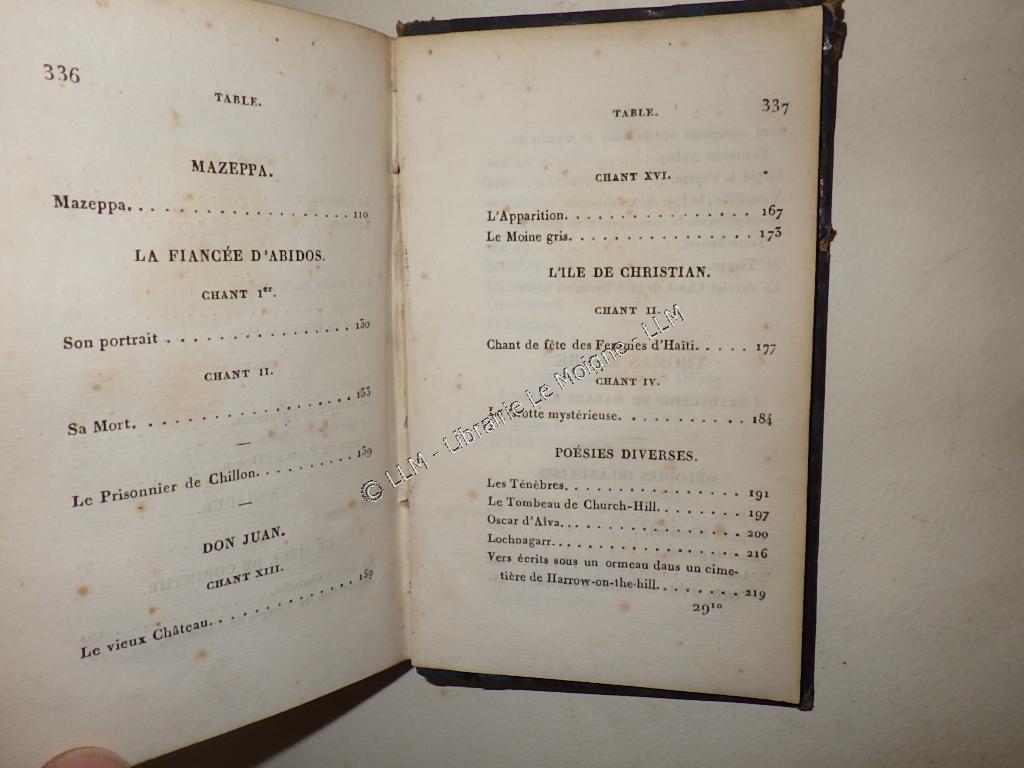 336
TABLE.
MAZEPPA.
Mazeppa. . . . . . . . . . . . . . . . . . . 110
LA FIANCÉE D'ABIDOS.
CHANT Ier.
Son portrait . . . . . . . . . . . . . . . . 130
CHANT II.
Sa Mort. . . . . . . . . . . . . . . . . . . 133
Le Prisonnier de Chillon. . . . . . . . . 139
DON JUAN.
CHANT XIII.
Le vieux Château. . . . . . . . . . . . . 159
TABLE.
337
CHANT XVI.
L'Apparition. . . . . . . . . . . . . . . 167
Le Moine gris. . . . . . . . . . . . . . . 173
L'ILE DE CHRISTIAN.
CHANT II.
Chant de fête des Femmes d'Haïti. . . . . 177
CHANT IV.
mystérieuse. . . . . . . . . . 184
POÉSIES DIVERSES.
Les Ténèbres. . . . . . . . . . . . . . . 191
Le Tombeau de Church-Hill. . . . . . . . 197
Oscar d'Alva. . . . . . . . . . . . . . . 200
Lochnagarr. . . . . . . . . . . . . . . . 216
Vers écrits sous un ormeau dans un cime-
tière de Harrow-on-the-hill. . . . . . . . 219
29¹⁰
© LLM - Librairie Le Moigne - LLM